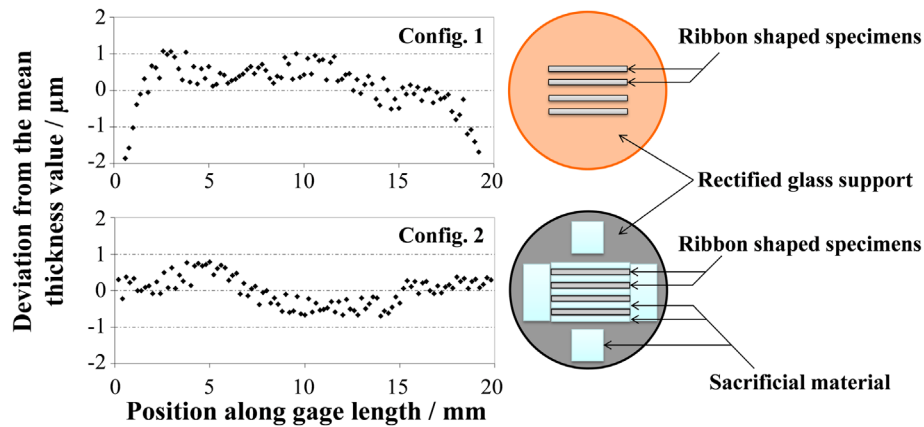 Deviation from the mean
thickness value / μm
2
1
0
-1
-2
Config. 1
0
5
10
15
20
Ribbon shaped specimens
Rectified glass support
2
1
0
-1
-2
Config. 2
0
5
10
15
20
Position along gage length / mm
Ribbon shaped specimens
Sacrificial material